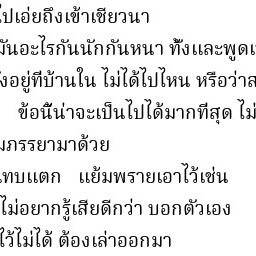 ไปเอ่ยถึงเข้าเชียวนา
มันอะไรกันนักกันหนา ทั้งและพูดเ
งอยู่ที่บ้านใน ไม่ได้ไปไหน หรือว่าส
ข้อนี้น่าจะเป็นไปได้มากที่สุด ไม่
มภรรยามาด้วย
แทบแตก แย้มพรายเอาไว้เช่น
ไม่อยากรู้เสียดีกว่า บอกตัวเอง
ไว้ไม่ได้ ต้องเล่าออกมา